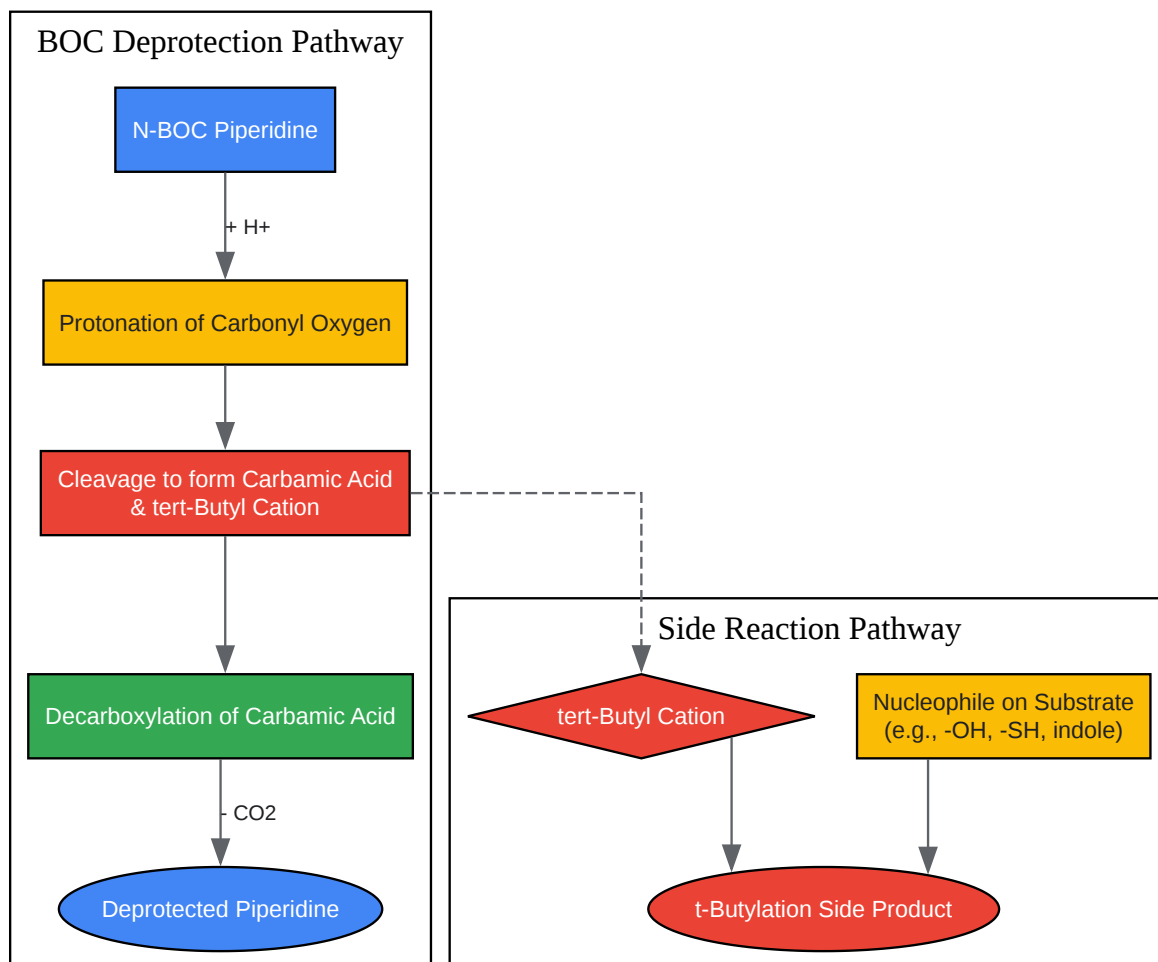 BOC Deprotection Pathway
N-BOC Piperidine
+ H+
Protonation of Carbonyl Oxygen
Cleavage to form Carbamic Acid
& tert-Butyl Cation
Decarboxylation of Carbamic Acid
- CO2
Deprotected Piperidine
Side Reaction Pathway
tert-Butyl Cation
Nucleophile on Substrate
(e.g., -OH, -SH, indole)
t-Butylation Side Product